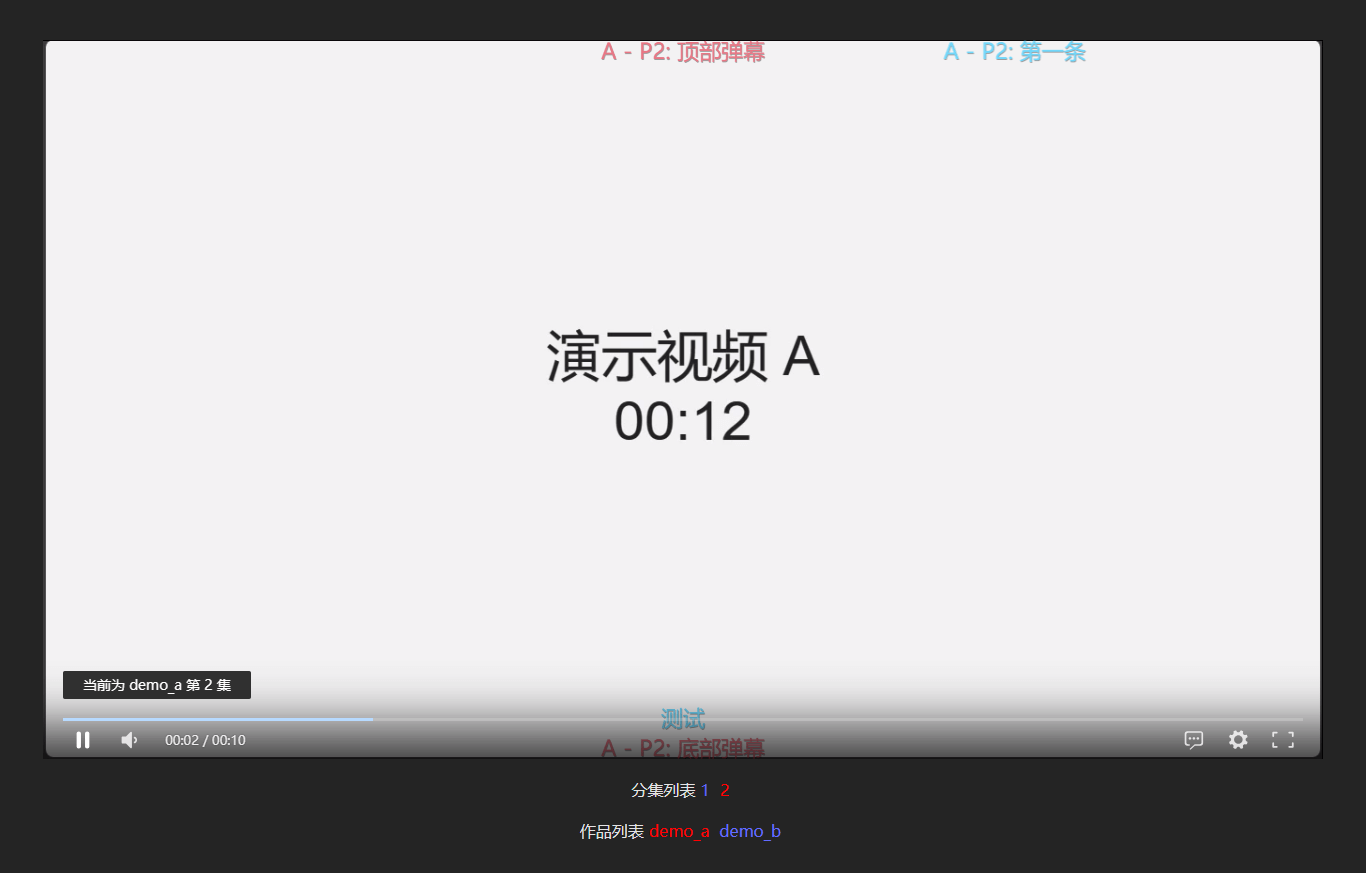 A - P2: 顶部弹幕 A - P2: 第一条
演示视频 A
00:12
当前为 demo_a 第 2 集
测试
00:02 / 00:10
A - P2: 底部弹幕
分集列表 1 2
作品列表 demo_a demo_b